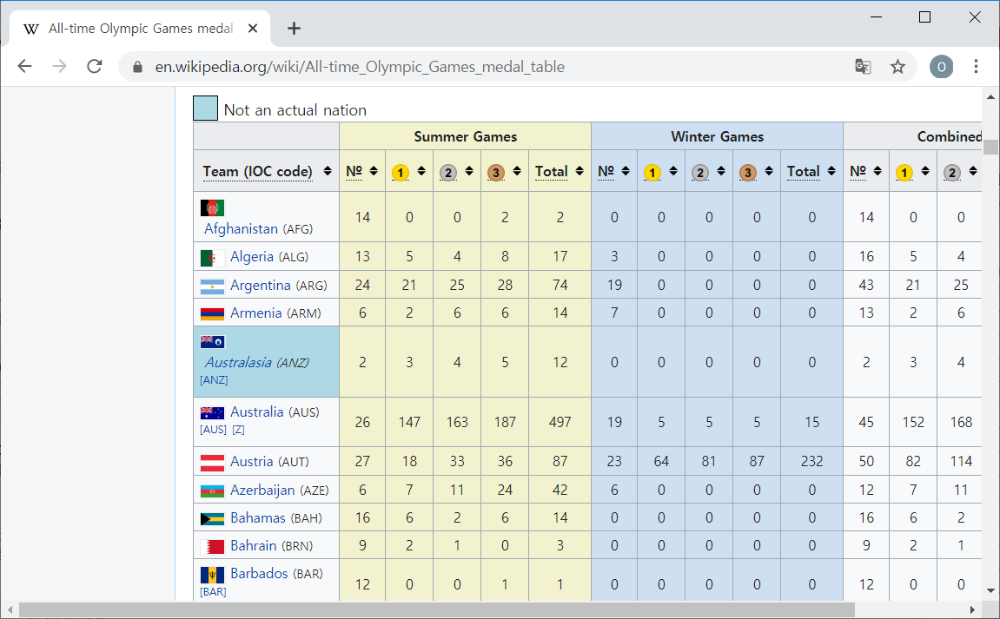 All-time Olympic Games medal
en.wikipedia.org/wiki/All-time_Olympic_Games_medal_table
O
Not an actual nation
Summer Games Winter Games Combined
Team (IOC code) Nº 1 2 3 Total Nº 1 2 3 Total Nº 1 2
Afghanistan (AFG) 14 0 0 2 2 0 0 0 0 0 14 0 0
Algeria (ALG) 13 5 4 8 17 3 0 0 0 0 16 5 4
Argentina (ARG) 24 21 25 28 74 19 0 0 0 0 43 21 25
Armenia (ARM) 6 2 6 6 14 7 0 0 0 0 13 2 6
Australasia (ANZ) 2 3 4 5 12 0 0 0 0 0 2 3 4
[ANZ]
Australia (AUS) 26 147 163 187 497 19 5 5 5 15 45 152 168
[AUS] [Z]
Austria (AUT) 27 18 33 36 87 23 64 81 87 232 50 82 114
Azerbaijan (AZE) 6 7 11 24 42 6 0 0 0 0 12 7 11
Bahamas (BAH) 16 6 2 6 14 0 0 0 0 0 16 6 2
Bahrain (BRN) 9 2 1 0 3 0 0 0 0 0 9 2 1
Barbados (BAR) 12 0 0 1 1 0 0 0 0 0 12 0 0
[BAR]